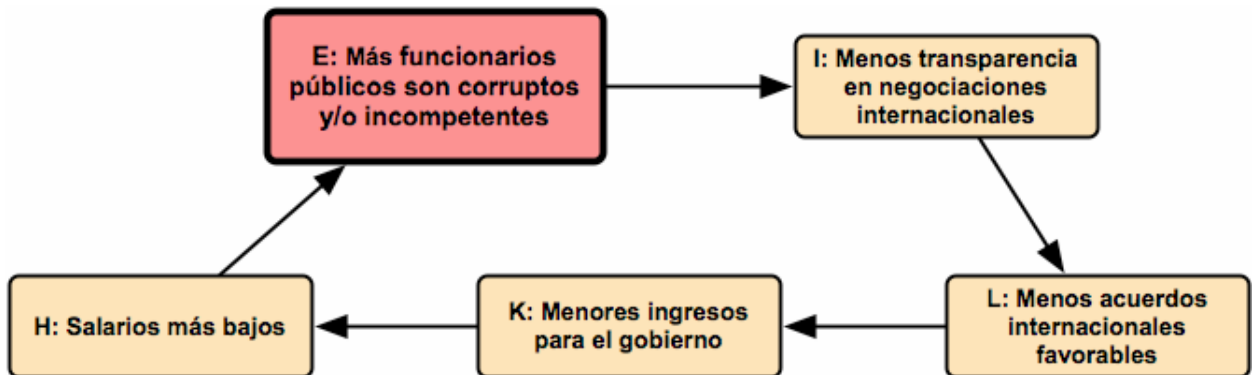 E: Más funcionarios
públicos son corruptos
y/o incompetentes
I: Menos transparencia
en negociaciones
internacionales
L: Menos acuerdos
internacionales
favorables
K: Menores ingresos
para el gobierno
H: Salarios más bajos